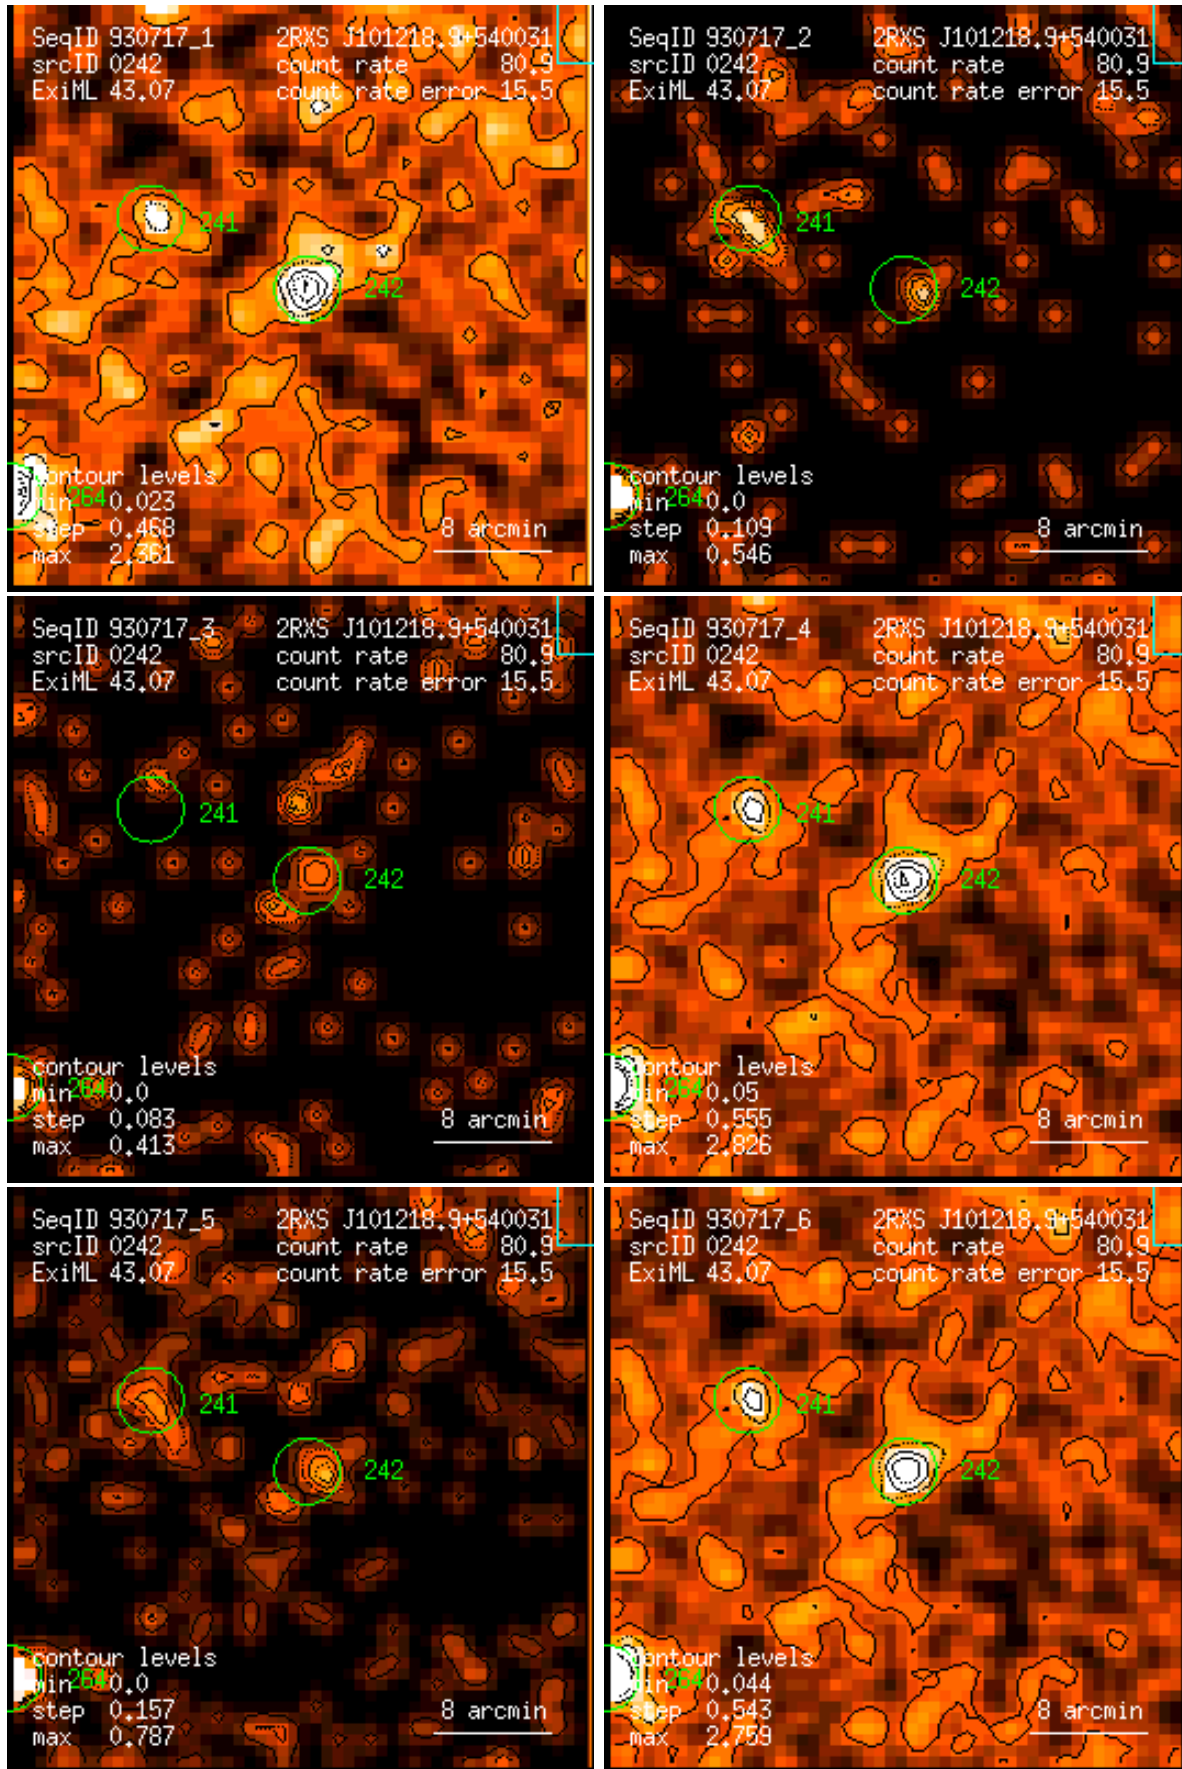 SeqID 930717_1 2RXS J101218.9+540031
srcID 0242 count rate 80.9
ExiML 43.07 count rate error 15.5
241
242
contour levels
min 0.023
264
step 0.468 8 arcmin
max 2.361
SeqID 930717_2 2RXS J101218.9+540031
srcID 0242 count rate 80.9
ExiML 43.07 count rate error 15.5
241
242
contour levels
min 0.0
264
step 0.109 8 arcmin
max 0.546
SeqID 930717_3 2RXS J101218.9+540031
srcID 0242 count rate 80.9
ExiML 43.07 count rate error 15.5
241
242
contour levels
min 0.0
264
step 0.083 8 arcmin
max 0.413
SeqID 930717_4 2RXS J101218.9+540031
srcID 0242 count rate 80.9
ExiML 43.07 count rate error 15.5
241
242
contour levels
min 0.05
264
step 0.555 8 arcmin
max 2.826
SeqID 930717_5 2RXS J101218.9+540031
srcID 0242 count rate 80.9
ExiML 43.07 count rate error 15.5
241
242
contour levels
min 0.0
264
step 0.157 8 arcmin
max 0.787
SeqID 930717_6 2RXS J101218.9+540031
srcID 0242 count rate 80.9
ExiML 43.07 count rate error 15.5
241
242
contour levels
min 0.044
264
step 0.543 8 arcmin
max 2.759